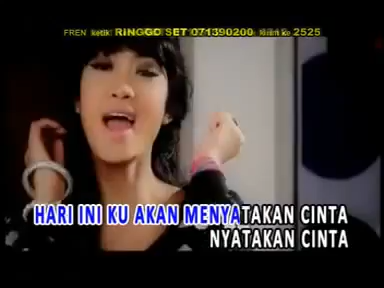 FREN ketik: RINGGO SET 071390200 kirim ke 2525
HARI INI KU AKAN MENYATAKAN CINTA
NYATAKAN CINTA